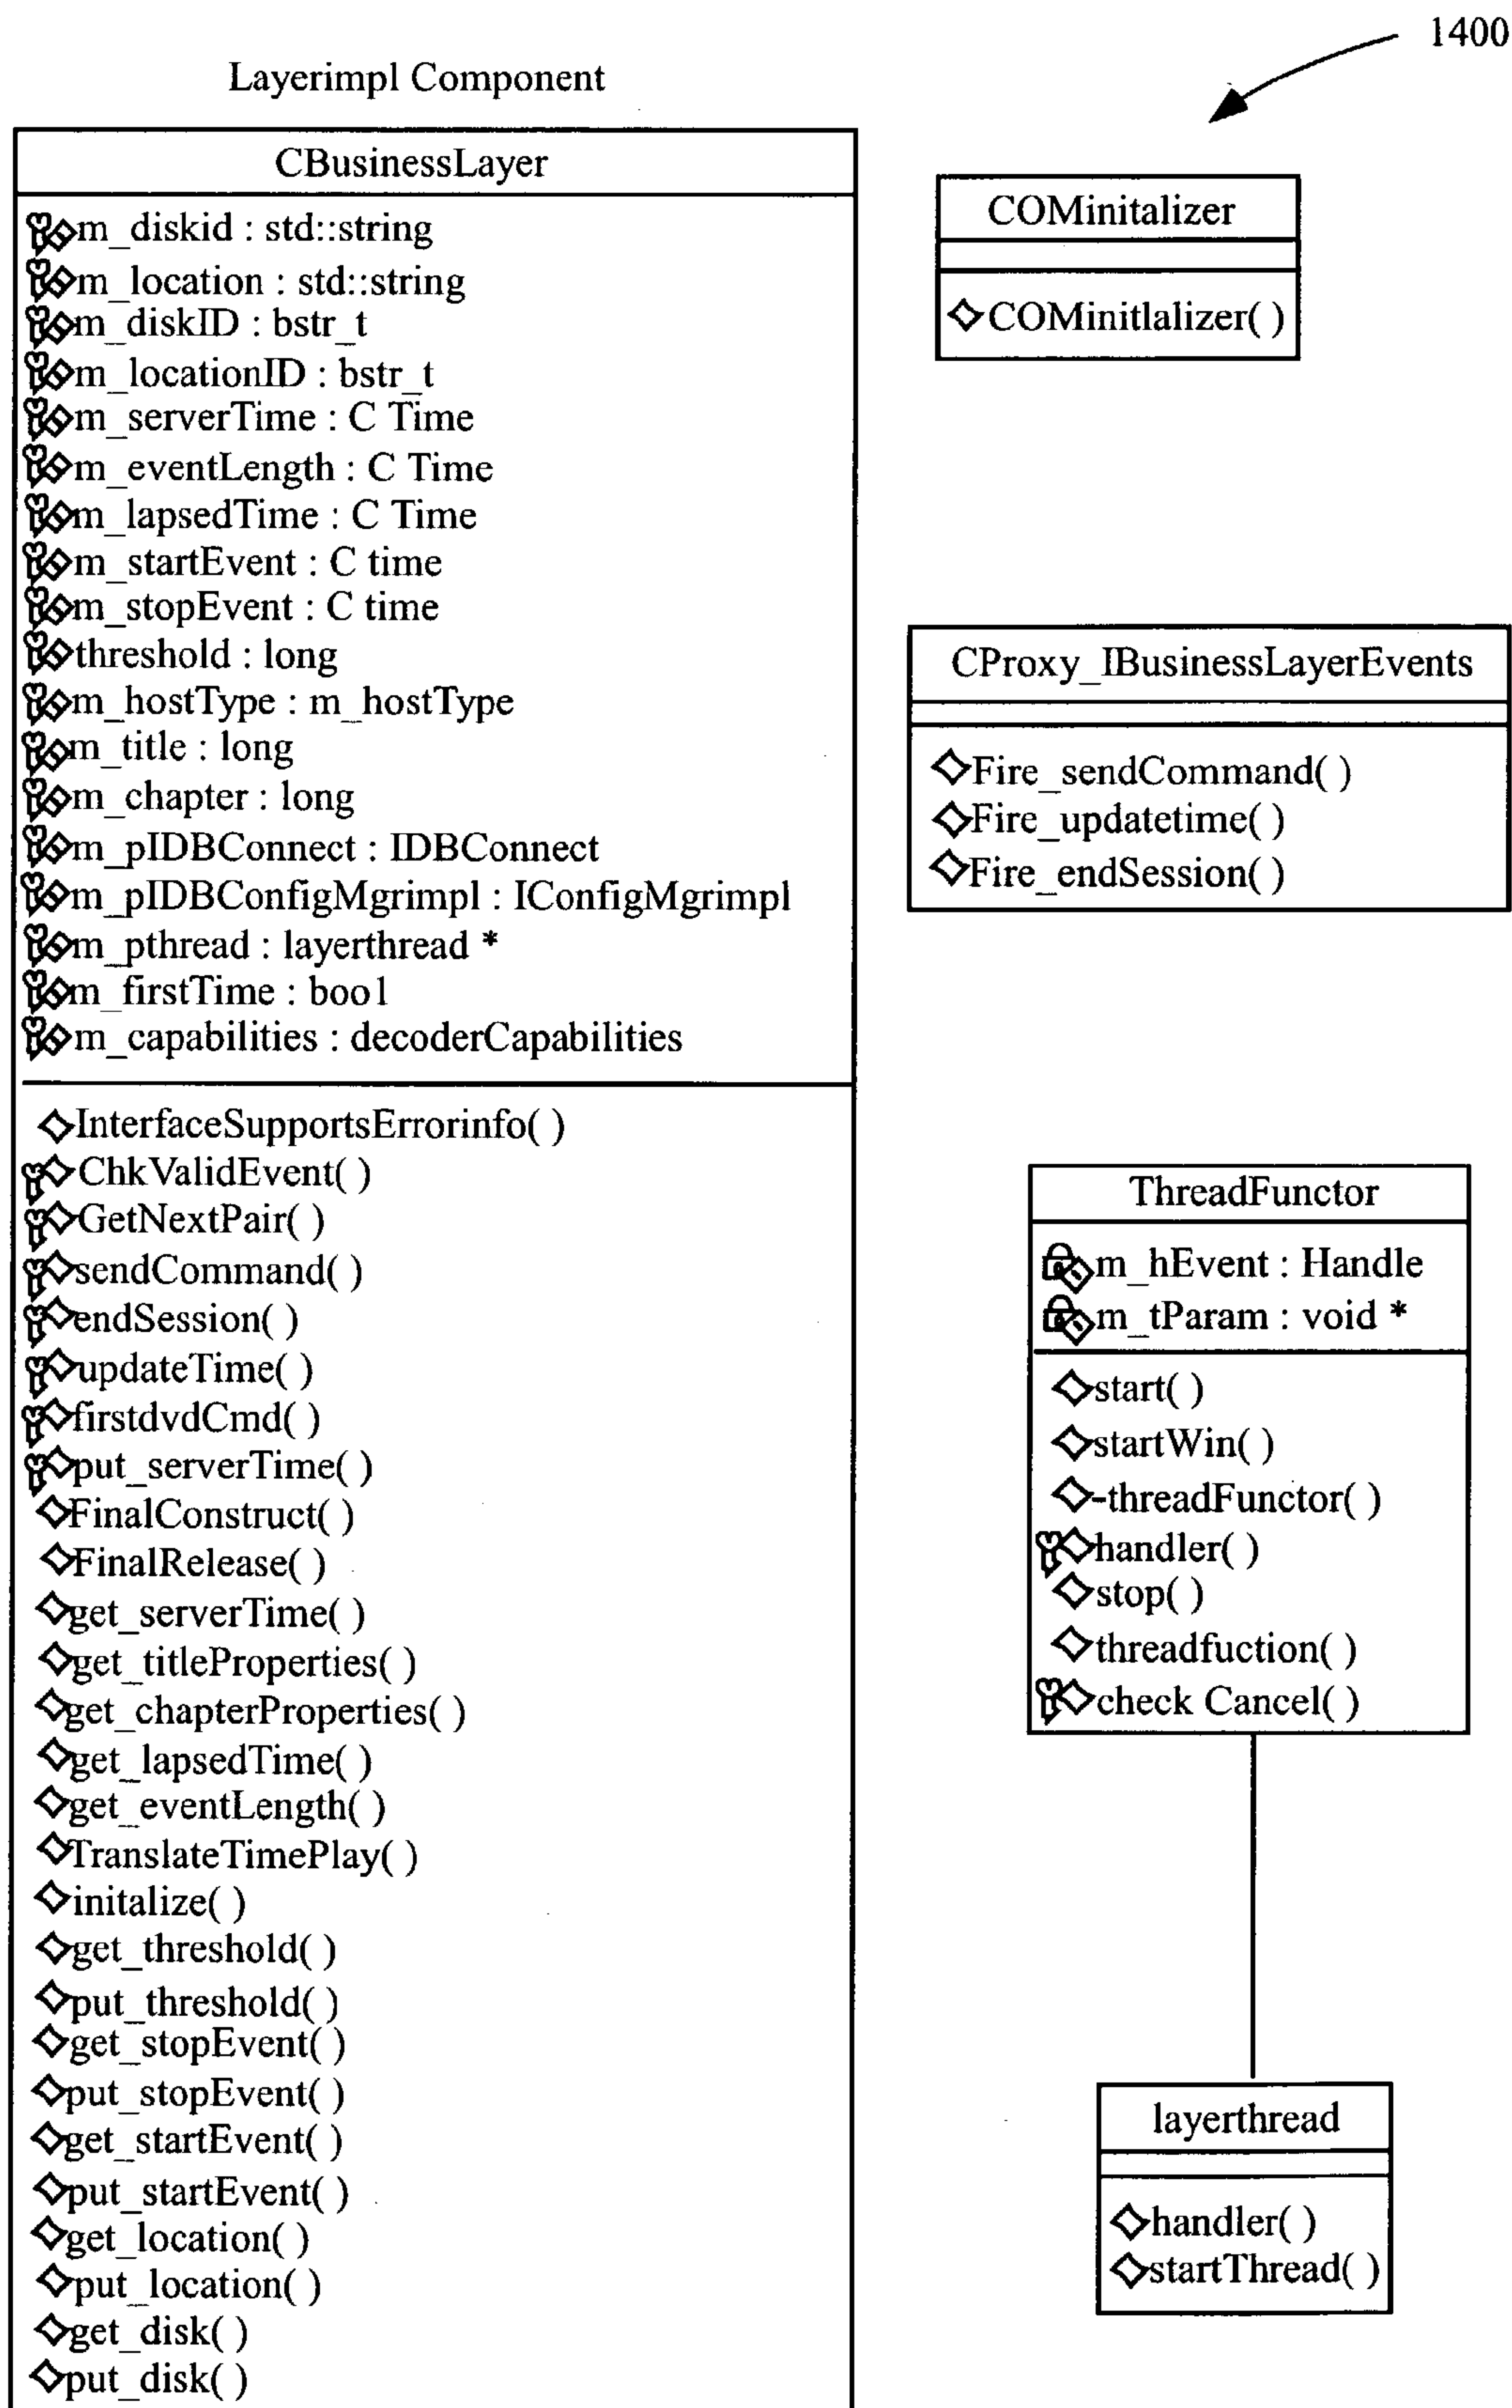 1400
Layerimpl Component
CBusinessLayer
m_diskid : std::string
m_location : std::string
m_diskID : bstr_t
m_locationID : bstr_t
m_serverTime : C Time
m_eventLength : C Time
m_lapsedTime : C Time
m_startEvent : C time
m_stopEvent : C time
threshold : long
m_hostType : m_hostType
m_title : long
m_chapter : long
m_pIDBConnect : IDBConnect
m_pIDBConfigMgrimpl : IConfigMgrimpl
m_pthread : layerthread *
m_firstTime : bool
m_capabilities : decoderCapabilities
InterfaceSupportsErrorinfo( )
ChkValidEvent( )
GetNextPair( )
sendCommand( )
endSession( )
updateTime( )
firstdvdCmd( )
put_serverTime( )
FinalConstruct( )
FinalRelease( )
get_serverTime( )
get_titleProperties( )
get_chapterProperties( )
get_lapsedTime( )
get_eventLength( )
TranslateTimePlay( )
initalize( )
get_threshold( )
put_threshold( )
get_stopEvent( )
put_stopEvent( )
get_startEvent( )
put_startEvent( )
get_location( )
put_location( )
get_disk( )
put_disk( )
COMinitalizer
COMinitlalizer( )
CProxy_IBusinessLayerEvents
Fire_sendCommand( )
Fire_updatetime( )
Fire_endSession( )
ThreadFunctor
m_hEvent : Handle
m_tParam : void *
start( )
startWin( )
-threadFunctor( )
handler( )
stop( )
threadfuction( )
check Cancel( )
layerthread
handler( )
startThread( )